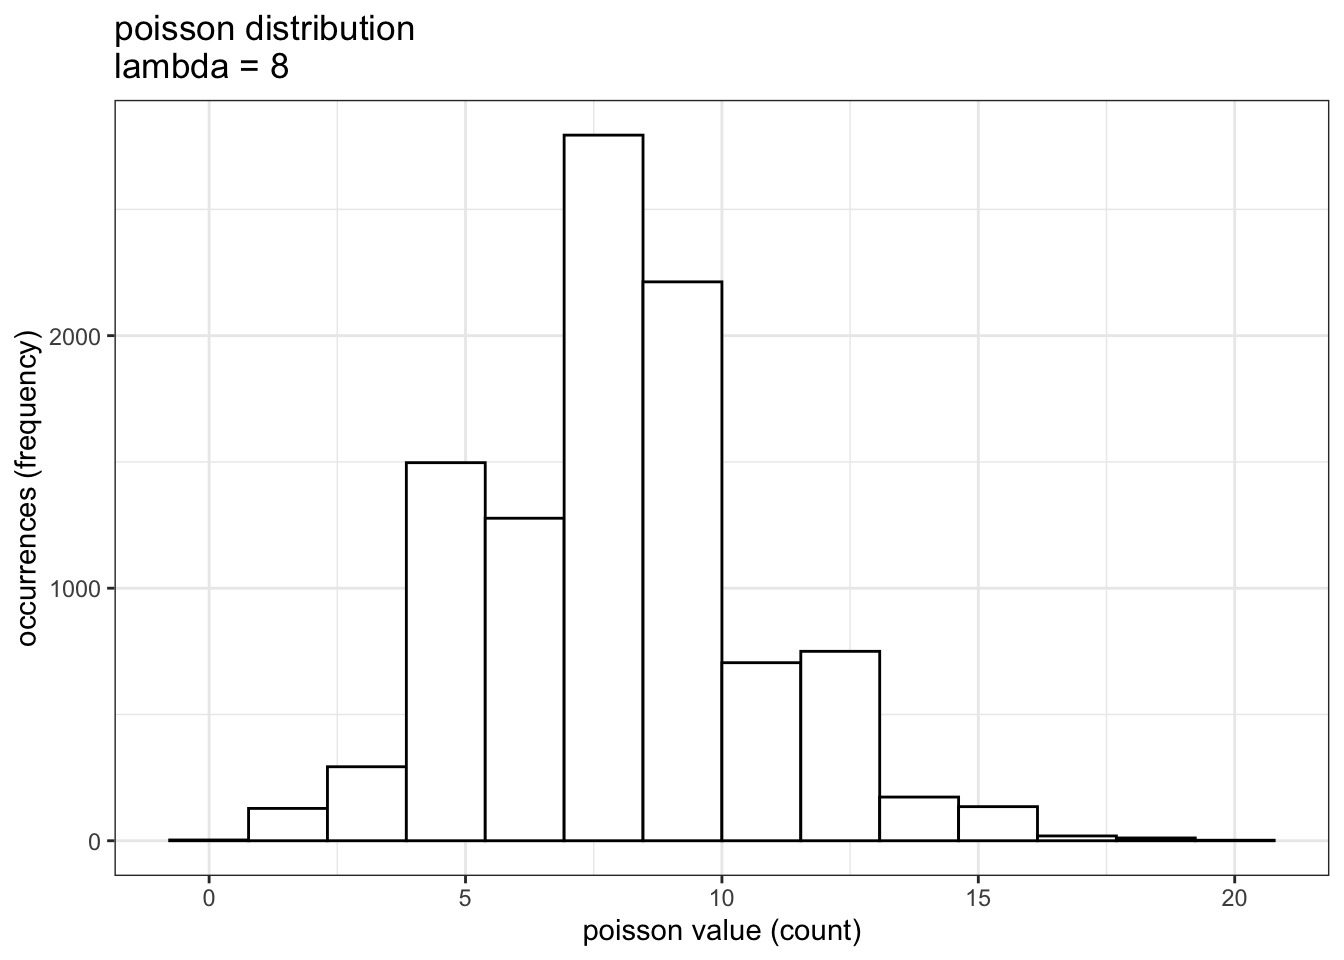 poisson distribution
lambda = 8
occurrences (frequency)
2000
1000
0
0
5
10
15
20
poisson value (count)